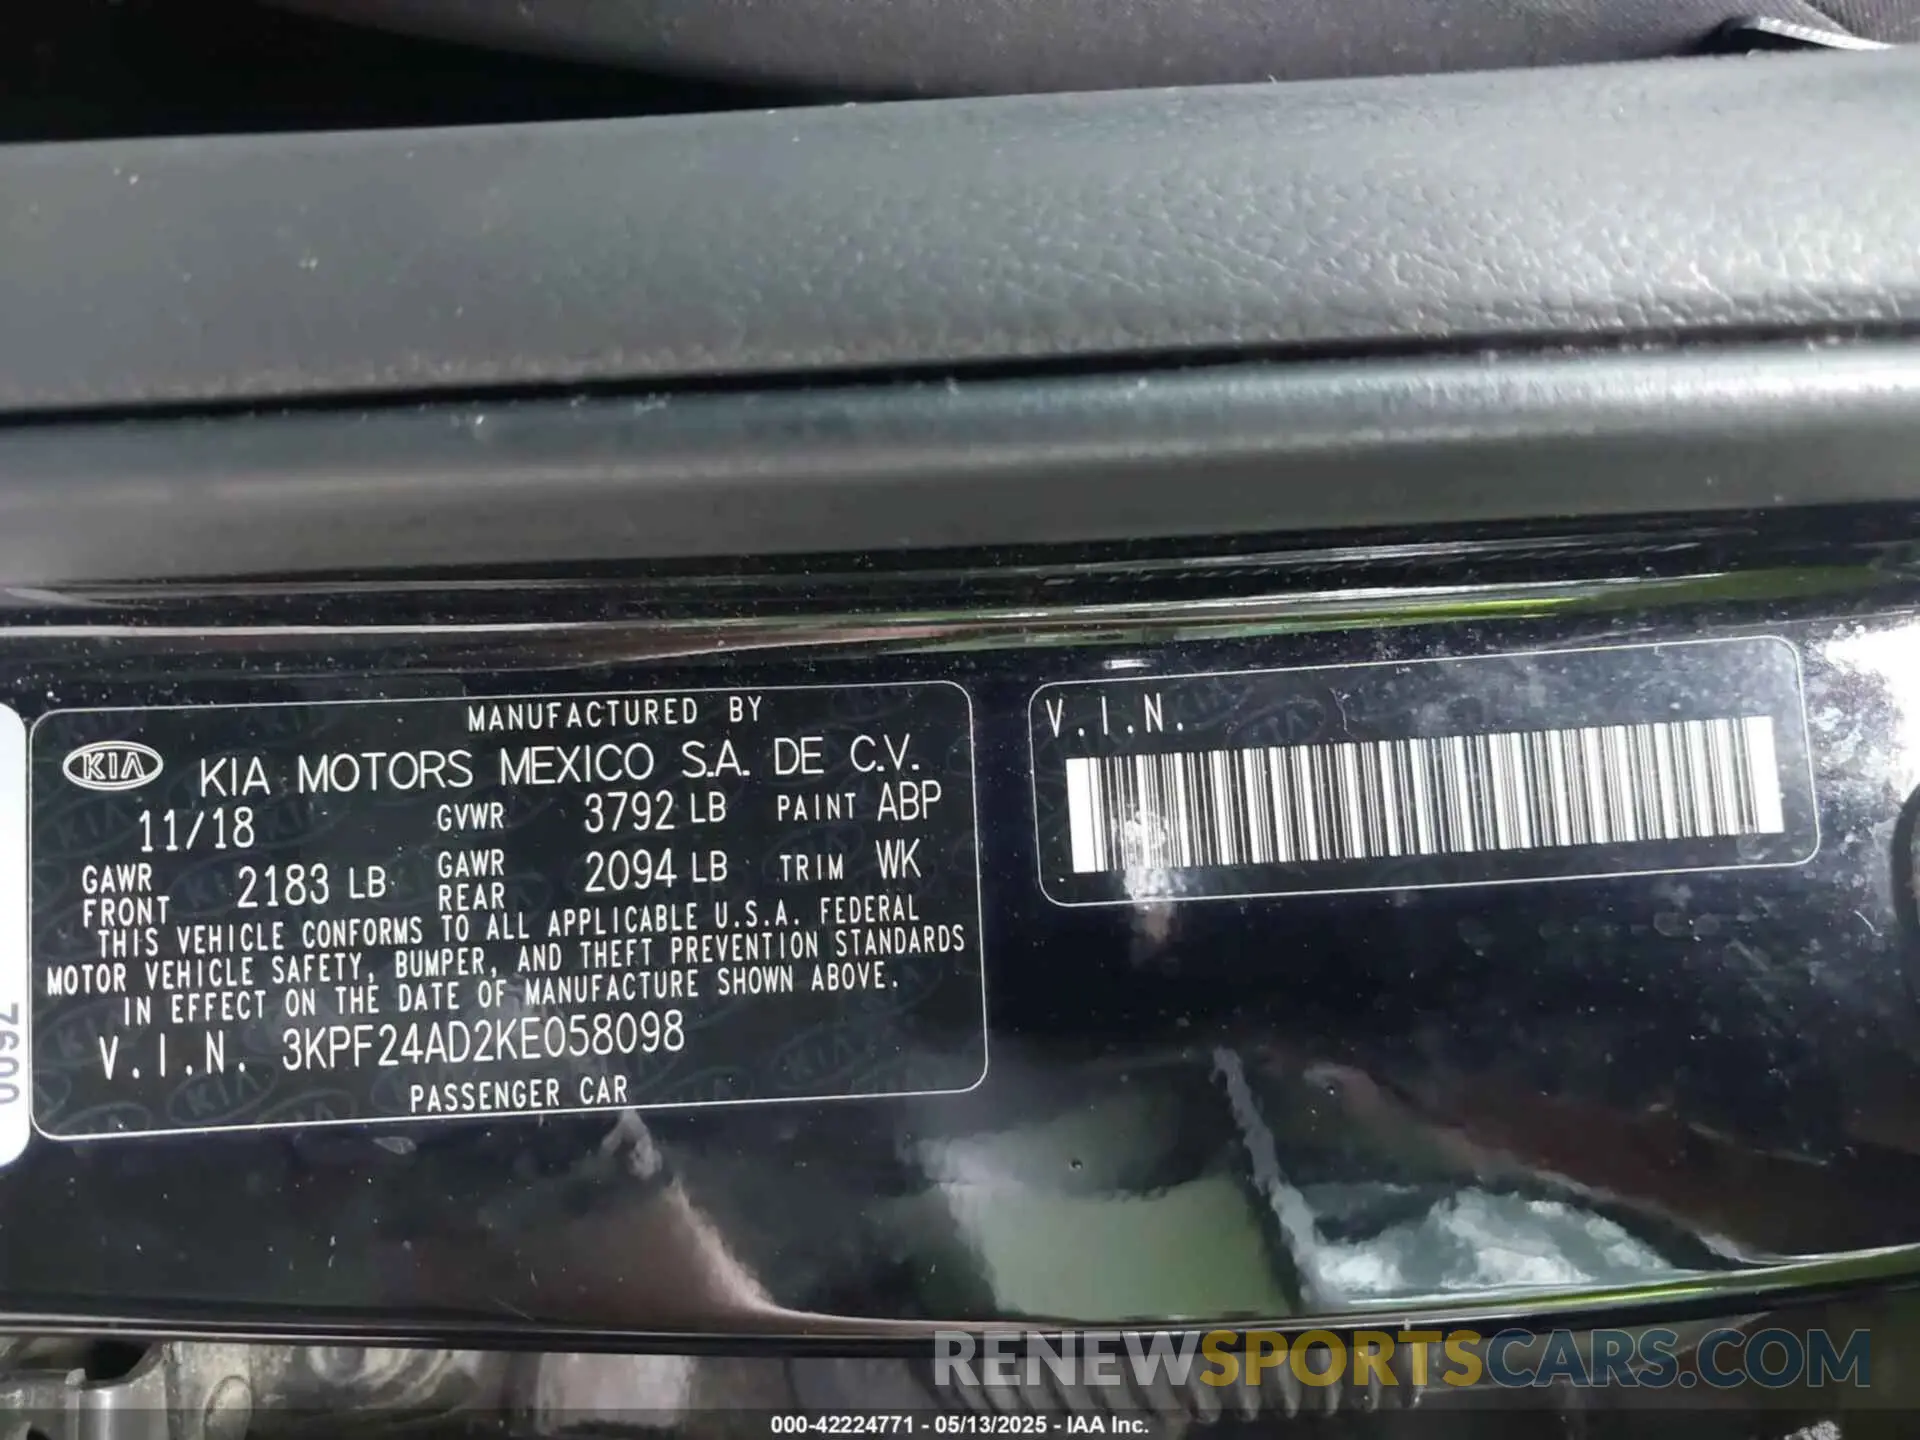 MANUFACTURED BY
KIA KIA MOTORS MEXICO S.A. DE C.V.
11/18 GVWR 3792 LB PAINT ABP
GAWR FRONT 2183 LB GAWR REAR 2094 LB TRIM WK
THIS VEHICLE CONFORMS TO ALL APPLICABLE U.S.A. FEDERAL
MOTOR VEHICLE SAFETY, BUMPER, AND THEFT PREVENTION STANDARDS
IN EFFECT ON THE DATE OF MANUFACTURE SHOWN ABOVE.
V.I.N. 3KPF24AD2KE058098
PASSENGER CAR
V.I.N.
RENEWSPORTSCARS.COM
000-42224771 - 05/13/2025 - IAA Inc.